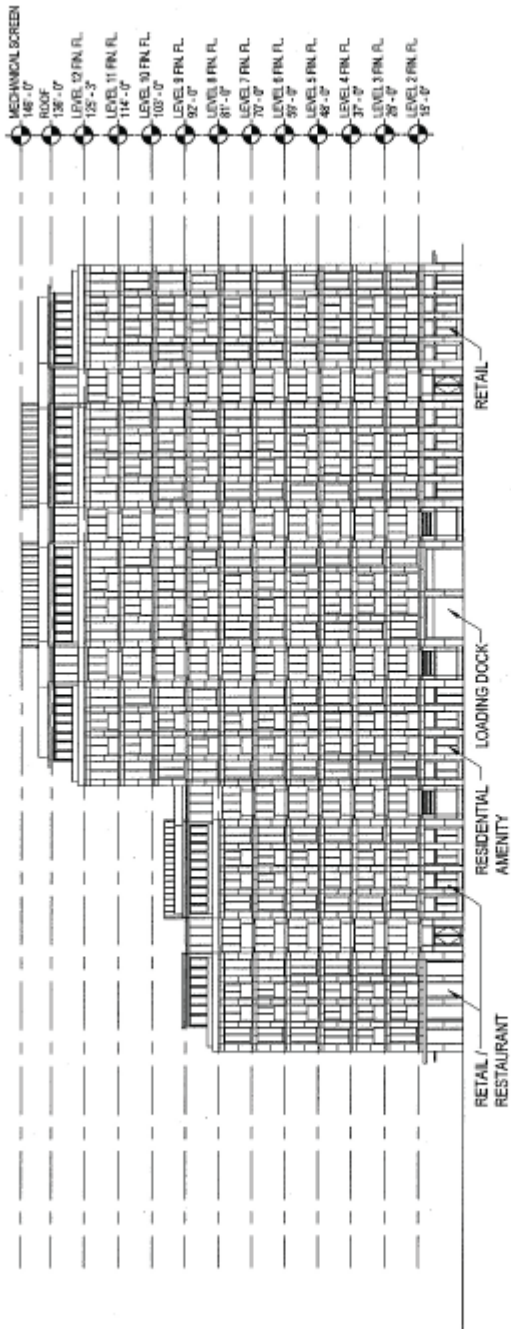 MECHANICAL SCREEN
146' - 0"
ROOF
136' - 0"
LEVEL 12 FIN. FL.
125' - 3"
LEVEL 11 FIN. FL.
114' - 0"
LEVEL 10 FIN. FL.
103' - 0"
LEVEL 9 FIN. FL.
92' - 0"
LEVEL 8 FIN. FL.
81' - 0"
LEVEL 7 FIN. FL.
70' - 0"
LEVEL 6 FIN. FL.
59' - 0"
LEVEL 5 FIN. FL.
48' - 0"
LEVEL 4 FIN. FL.
37' - 0"
LEVEL 3 FIN. FL.
26' - 0"
LEVEL 2 FIN. FL.
15' - 0"
RETAIL /
RESTAURANT
RESIDENTIAL
AMENITY
LOADING DOCK
RETAIL